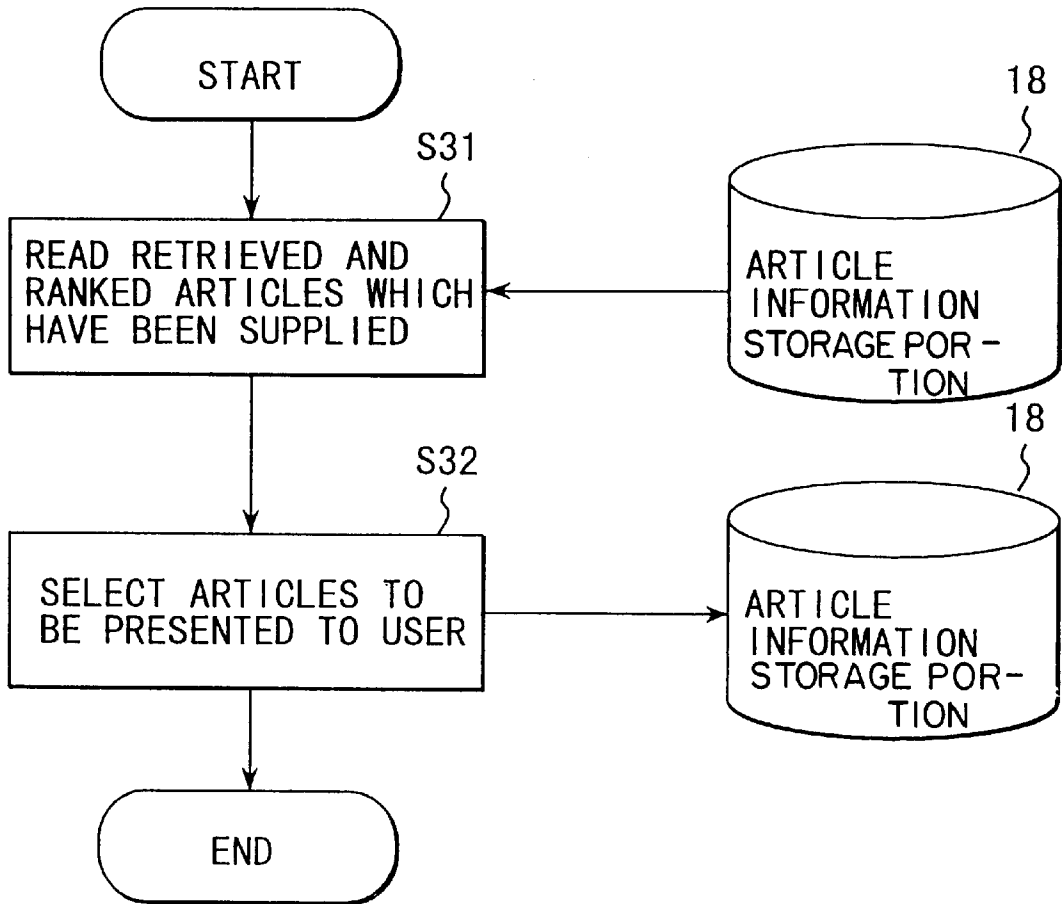 START
S31
18
READ RETRIEVED AND
RANKED ARTICLES WHICH
HAVE BEEN SUPPLIED
ARTICLE
INFORMATION
STORAGE POR-
TION
S32
18
SELECT ARTICLES TO
BE PRESENTED TO USER
ARTICLE
INFORMATION
STORAGE POR-
TION
END